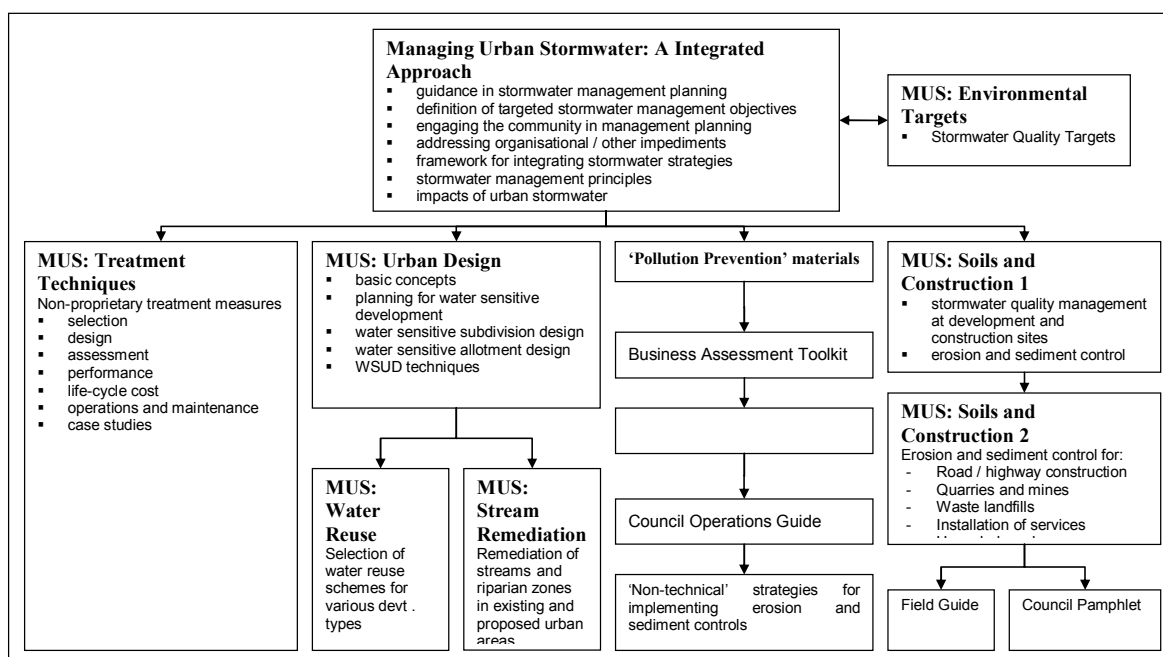 Managing Urban Stormwater: A Integrated
Approach
▪ guidance in stormwater management planning
▪ definition of targeted stormwater management objectives
▪ engaging the community in management planning
▪ addressing organisational / other impediments
▪ framework for integrating stormwater strategies
▪ stormwater management principles
▪ impacts of urban stormwater
MUS: Environmental
Targets
▪ Stormwater Quality Targets
MUS: Treatment
Techniques
Non-proprietary treatment measures
▪ selection
▪ design
▪ assessment
▪ performance
▪ life-cycle cost
▪ operations and maintenance
▪ case studies
MUS: Urban Design
▪ basic concepts
▪ planning for water sensitive
development
▪ water sensitive subdivision design
▪ water sensitive allotment design
▪ WSUD techniques
MUS:
Water
Reuse
Selection of
water reuse
schemes for
various devt .
types
MUS:
Stream
Remediation
Remediation of
streams and
riparian zones
in existing and
proposed urban
areas
‘Pollution Prevention’ materials
Business Assessment Toolkit
Council Operations Guide
‘Non-technical’ strategies for
implementing erosion and
sediment controls
MUS: Soils and
Construction 1
▪ stormwater quality management
at development and
construction sites
▪ erosion and sediment control
MUS: Soils and
Construction 2
Erosion and sediment control for:
- Road / highway construction
- Quarries and mines
- Waste landfills
- Installation of services
Field Guide
Council Pamphlet